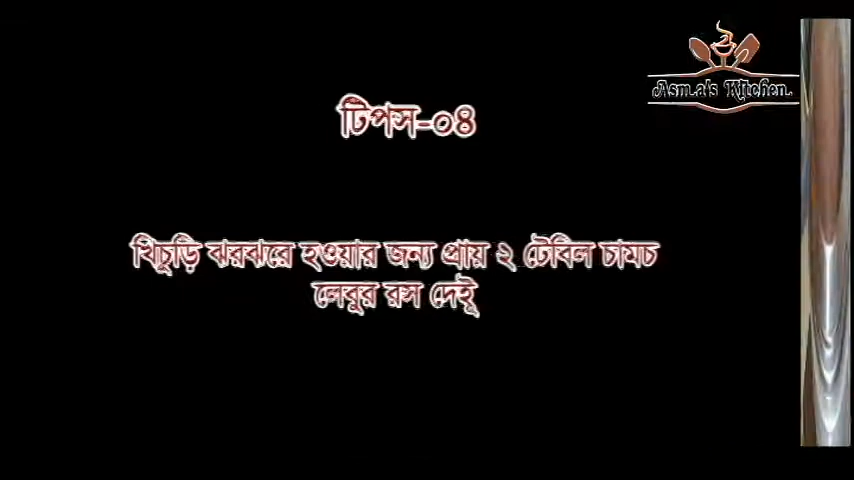 Asma's Kitchen
টিপস-০৪
খিচুড়ি ঝরঝরে হওয়ার জন্য প্রায় ২ টেবিল চামচ
লেবুর রস দেই